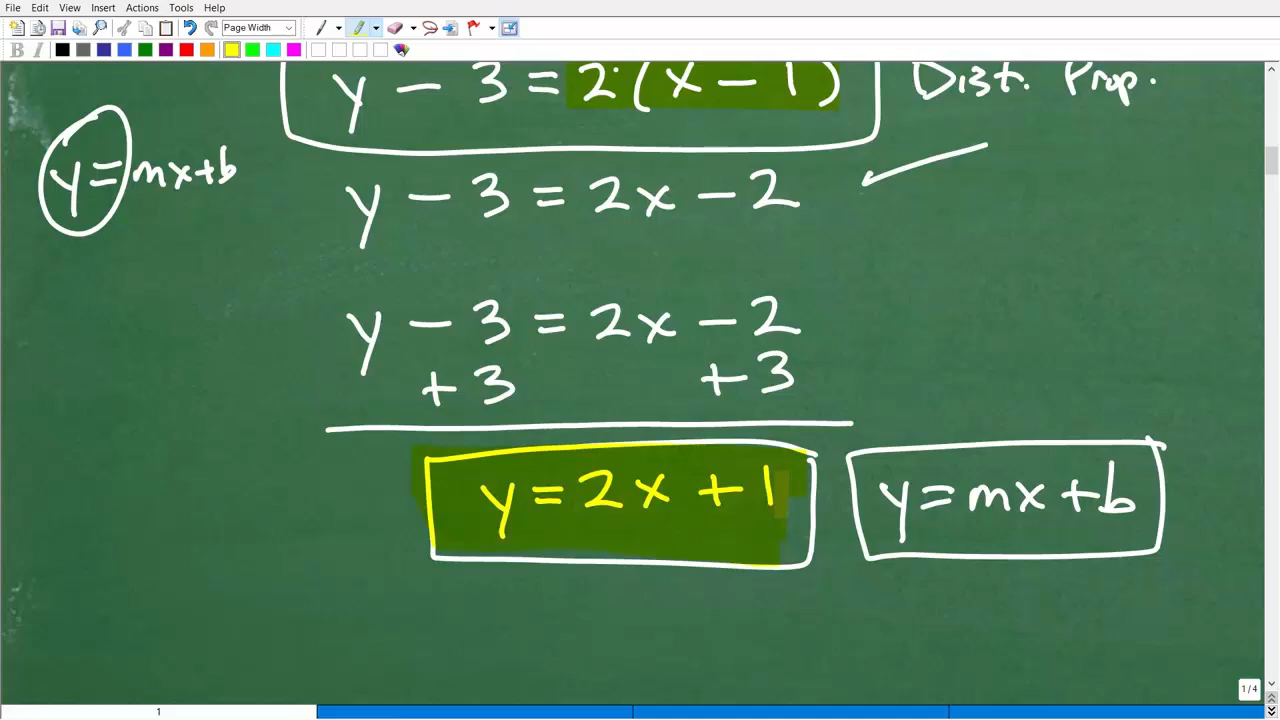 File Edit View Insert Actions Tools Help
Page Width
B I
y - 3 = 2·(x - 1) Dist. Prop.
y = mx+b
y - 3 = 2x - 2
y - 3 = 2x - 2
+ 3 + 3
y = 2x + 1 y = mx + b
1/4
1